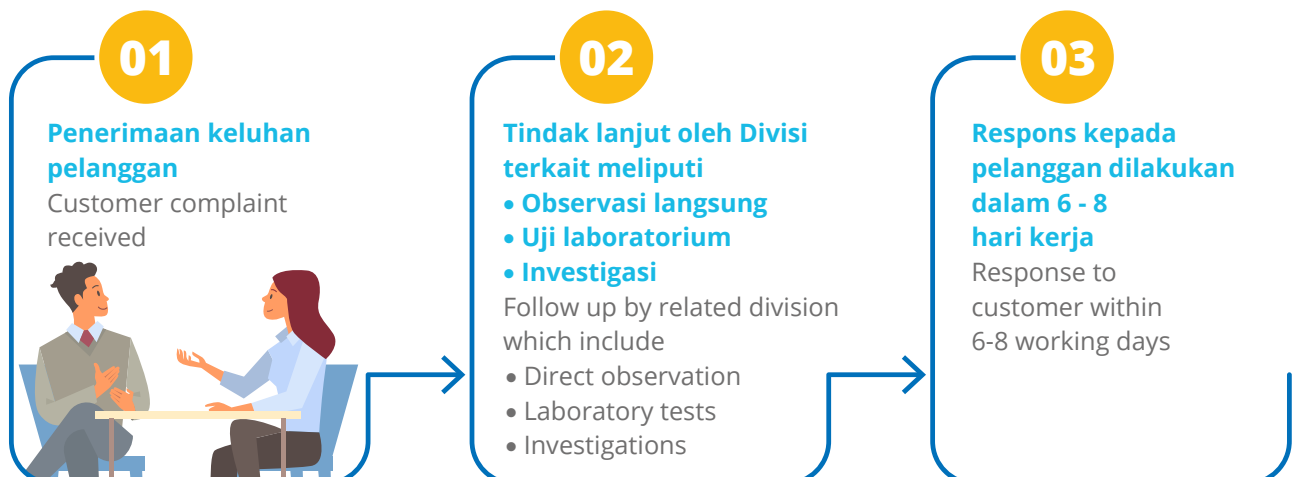 01
Penerimaan keluhan
pelanggan
Customer complaint
received
02
Tindak lanjut oleh Divisi
terkait meliputi
• Observasi langsung
• Uji laboratorium
• Investigasi
Follow up by related division
which include
• Direct observation
• Laboratory tests
• Investigations
03
Respons kepada
pelanggan dilakukan
dalam 6 - 8
hari kerja
Response to
customer within
6-8 working days